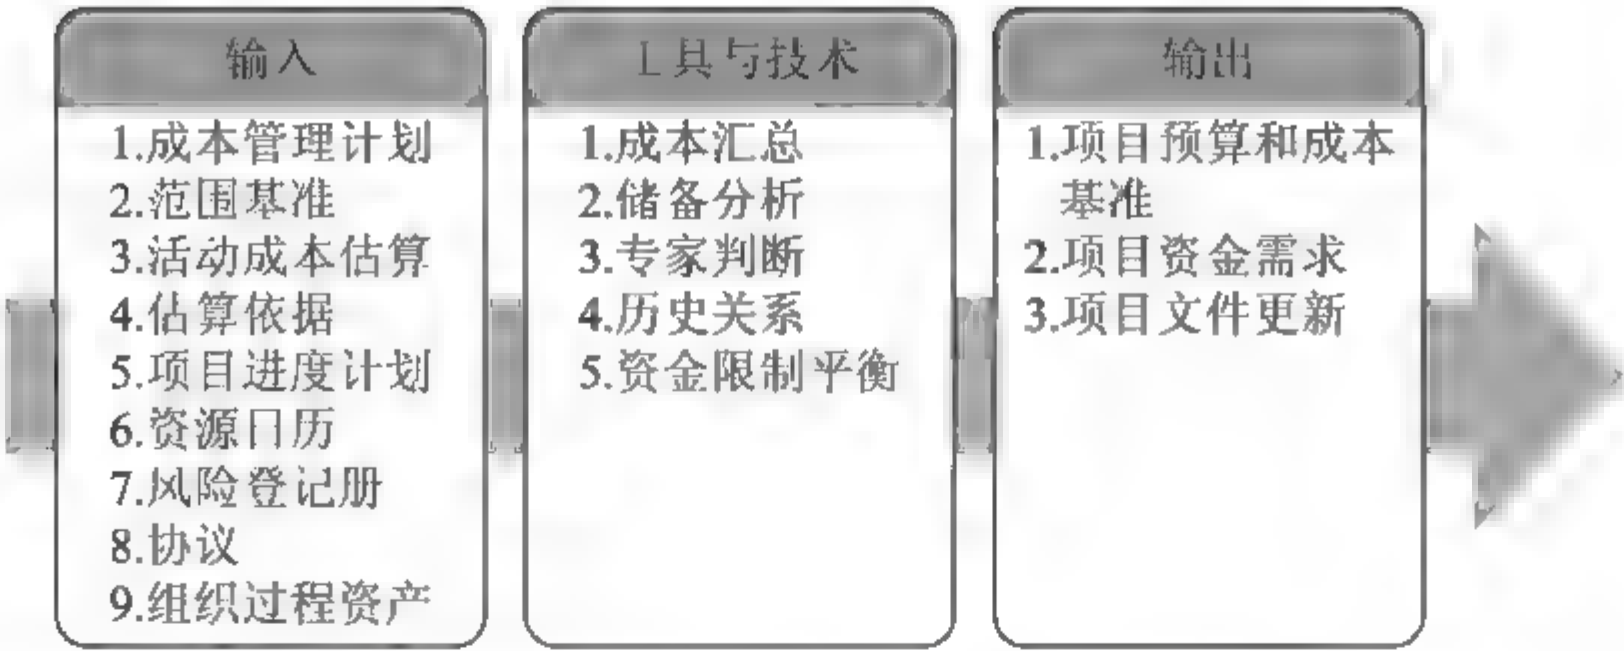 输入
1.成本管理计划
2.范围基准
3.活动成本估算
4.估算依据
5.项目进度计划
6.资源日历
7.风险登记册
8.协议
9.组织过程资产
工具与技术
1.成本汇总
2.储备分析
3.专家判断
4.历史关系
5.资金限制平衡
输出
1.项目预算和成本
基准
2.项目资金需求
3.项目文件更新